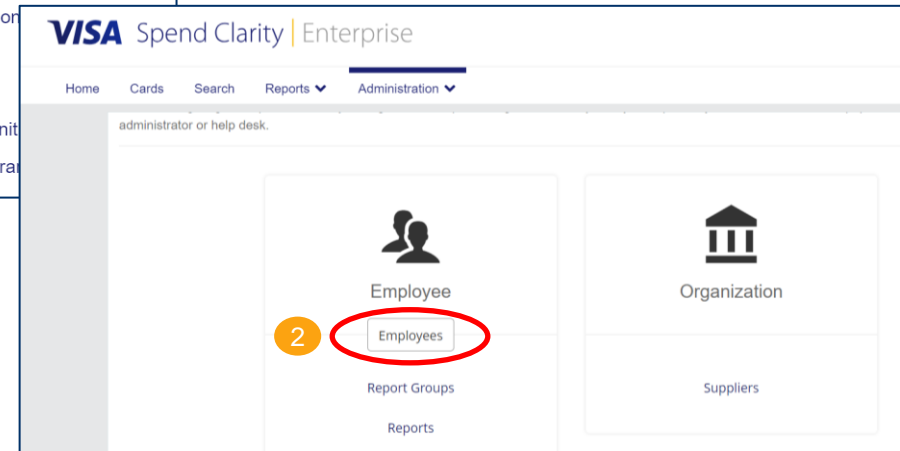 on
VISA Spend Clarity | Enterprise
Home Cards Search Reports Administration
administrator or help desk.
Employee Organization
2 Employees
Report Groups Suppliers
Reports